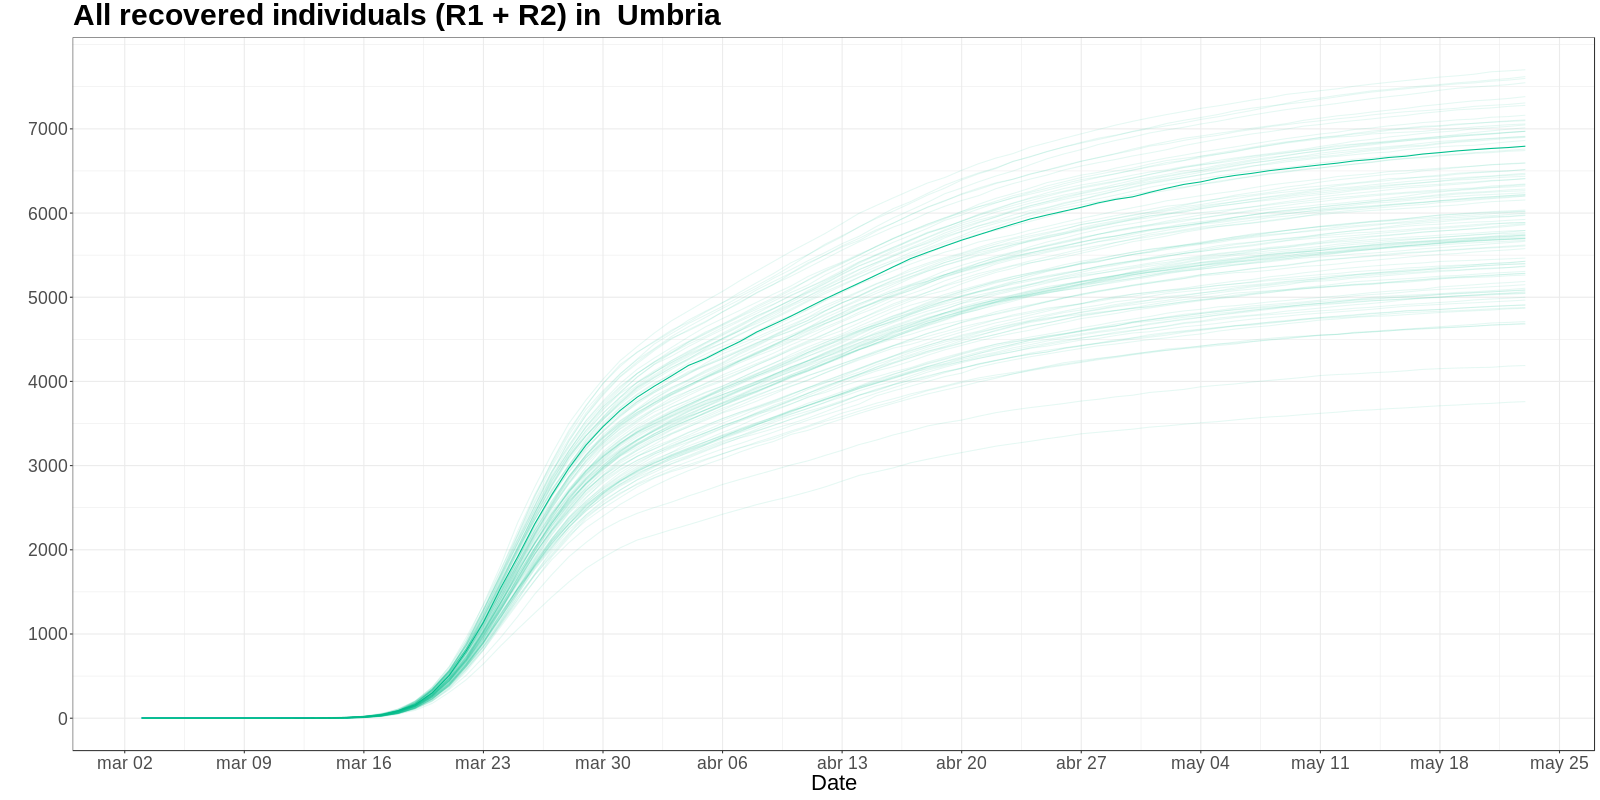 All recovered individuals (R1 + R2) in  Umbria
7000
6000
5000
4000
3000
2000
1000
0
mar 02 mar 09 mar 16 mar 23 mar 30 abr 06 abr 13 abr 20 abr 27 may 04 may 11 may 18 may 25
Date